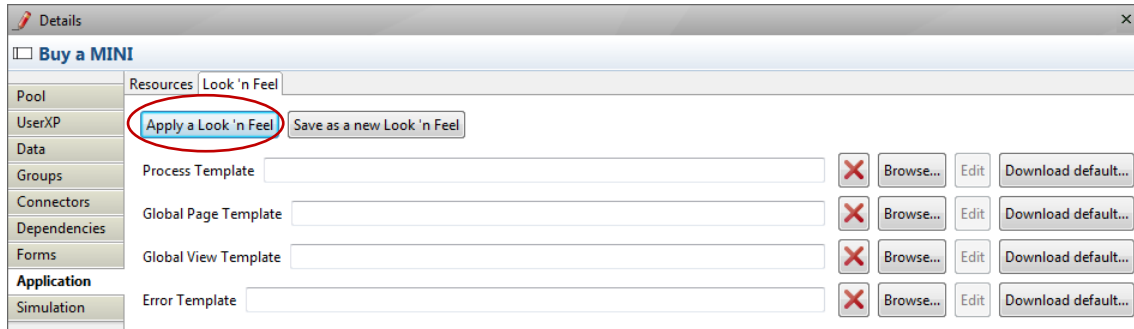 Details
Buy a MINI
Resources Look 'n Feel
Pool
UserXP
Data
Groups
Connectors
Dependencies
Forms
Application
Simulation
Apply a Look 'n Feel Save as a new Look 'n Feel
Process Template Browse... Edit Download default...
Global Page Template Browse... Edit Download default...
Global View Template Browse... Edit Download default...
Error Template Browse... Edit Download default...